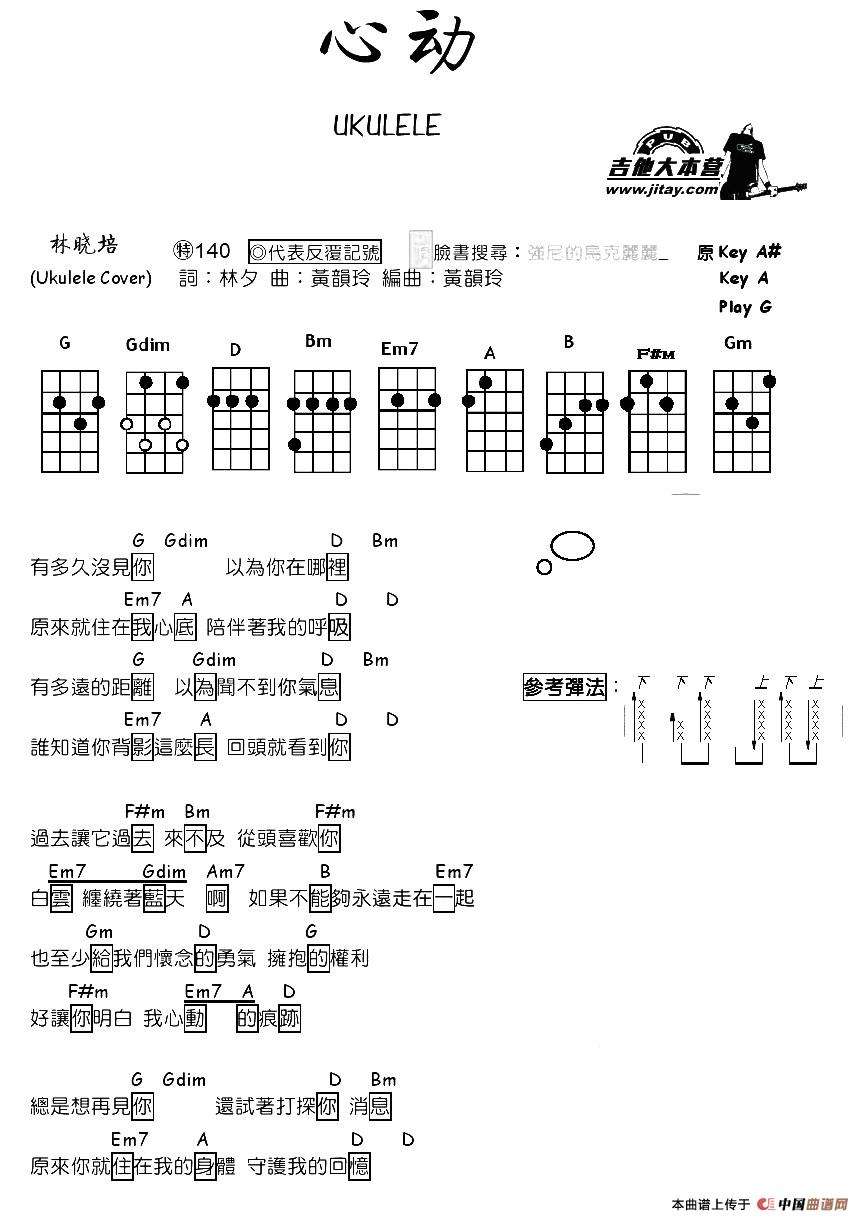 心动
UKULELE
PUB
吉他大本营
www.jitay.com
林晓培
㊕140 ◎代表反覆記號 臉書搜尋：強尼的烏克麗麗_ 原Key A#
(Ukulele Cover) 詞：林夕 曲：黃韻玲 編曲：黃韻玲 Key A
Play G
G Gdim D Bm Em7 A B F#M Gm
G Gdim D Bm
有多久沒見你 以為你在哪裡
Em7 A D D
原來就住在我心底 陪伴著我的呼吸
G Gdim D Bm
有多遠的距離 以為聞不到你氣息
參考彈法： 下 下 下 上 下 上
Em7 A D D
誰知道你背影這麼長 回頭就看到你
F#m Bm F#m
過去讓它過去 來不及 從頭喜歡你
Em7 Gdim Am7 B Em7
白雲 纏繞著藍天 啊 如果不能夠永遠走在一起
Gm D G
也至少給我們懷念的勇氣 擁抱的權利
F#m Em7 A D
好讓你明白 我心動 的痕跡
G Gdim D Bm
總是想再見你 還試著打探你 消息
Em7 A D D
原來你就住在我的身體 守護我的回憶
本曲谱上传于 中国曲谱网